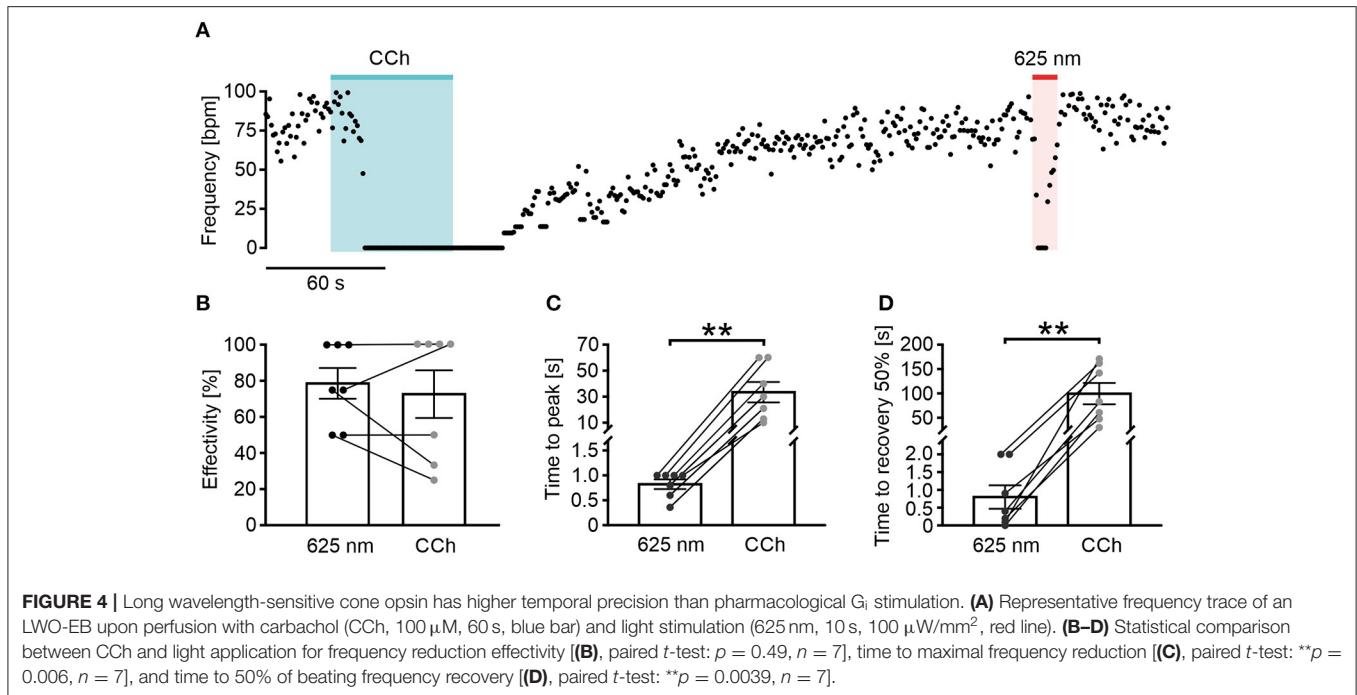 A
CCh
625 nm
100
75
50
25
0
Frequency [bpm]
60 s
B
100
80
60
40
20
0
Effectivity [%]
625 nm
CCh
C
**
70
50
30
10
1.5
1.0
0.5
0
Time to peak [s]
625 nm
CCh
D
**
200
150
100
50
2.0
1.0
0
Time to recovery 50% [s]
625 nm
CCh
FIGURE 4 | Long wavelength-sensitive cone opsin has higher temporal precision than pharmacological Gi stimulation. (A) Representative frequency trace of an
LWO-EB upon perfusion with carbachol (CCh, 100 μM, 60 s, blue bar) and light stimulation (625 nm, 10 s, 100 μW/mm², red line). (B–D) Statistical comparison
between CCh and light application for frequency reduction effectivity [(B), paired t-test: p = 0.49, n = 7], time to maximal frequency reduction [(C), paired t-test: **p =
0.006, n = 7], and time to 50% of beating frequency recovery [(D), paired t-test: **p = 0.0039, n = 7].